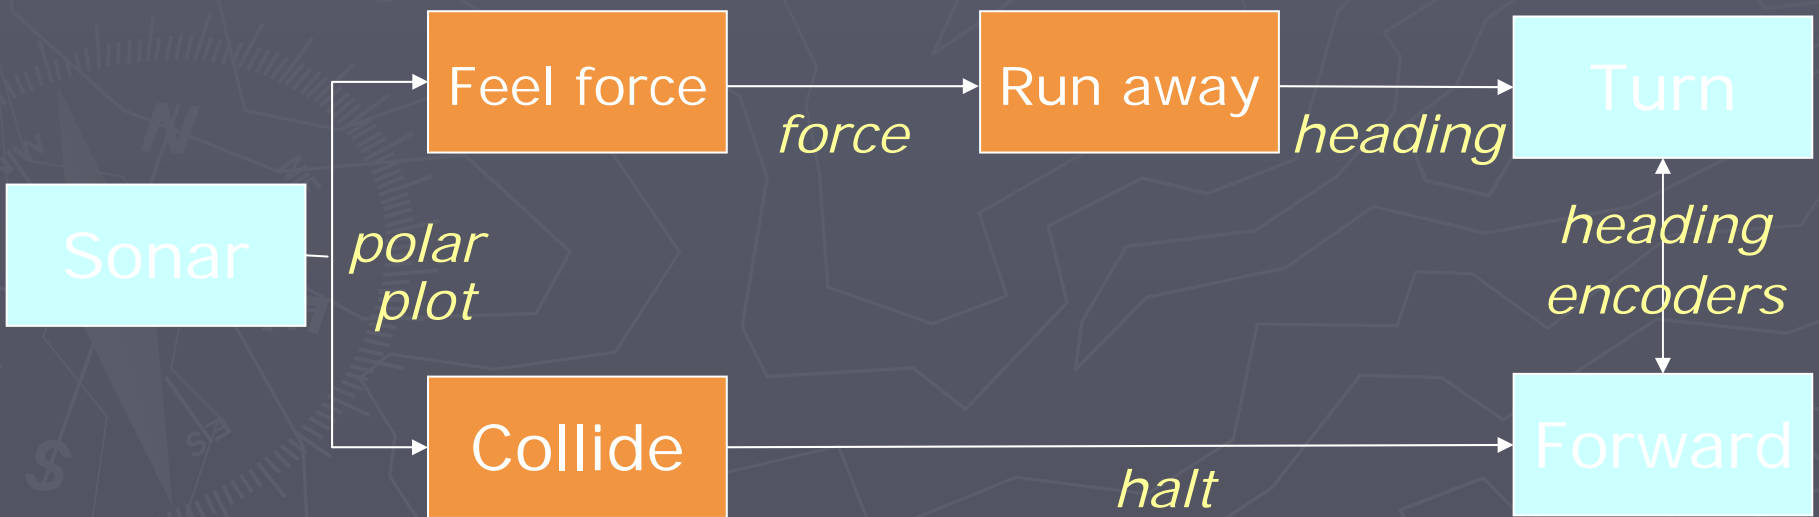 Feel force
Run away
Turn
force
heading
Sonar
polar
plot
heading
encoders
Collide
Forward
halt
N
S